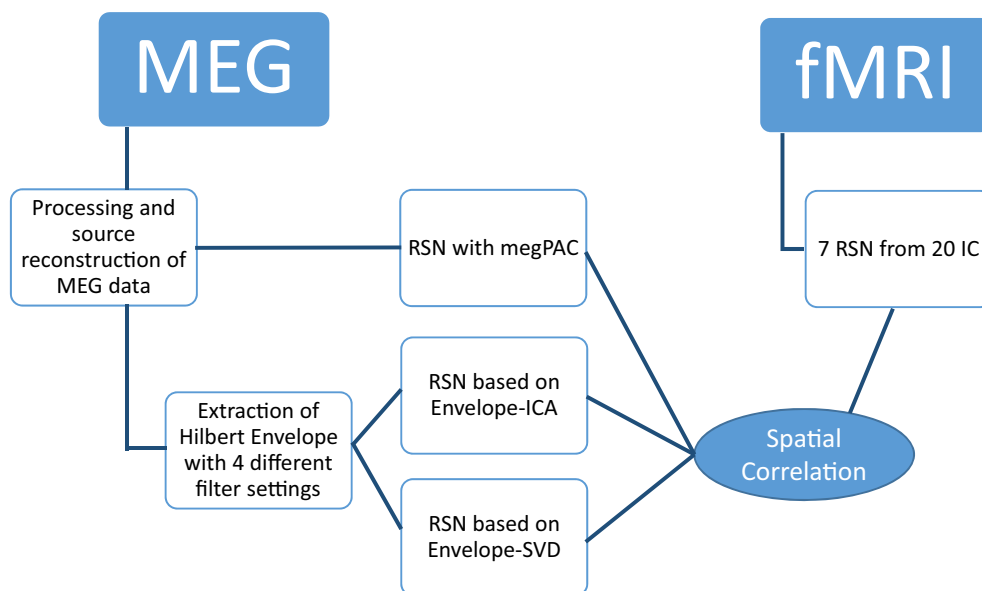 MEG
fMRI
Processing and
source
reconstruction of
MEG data
RSN with megPAC
7 RSN from 20 IC
Extraction of
Hilbert Envelope
with 4 different
filter settings
RSN based on
Envelope-ICA
RSN based on
Envelope-SVD
Spatial
Correlation